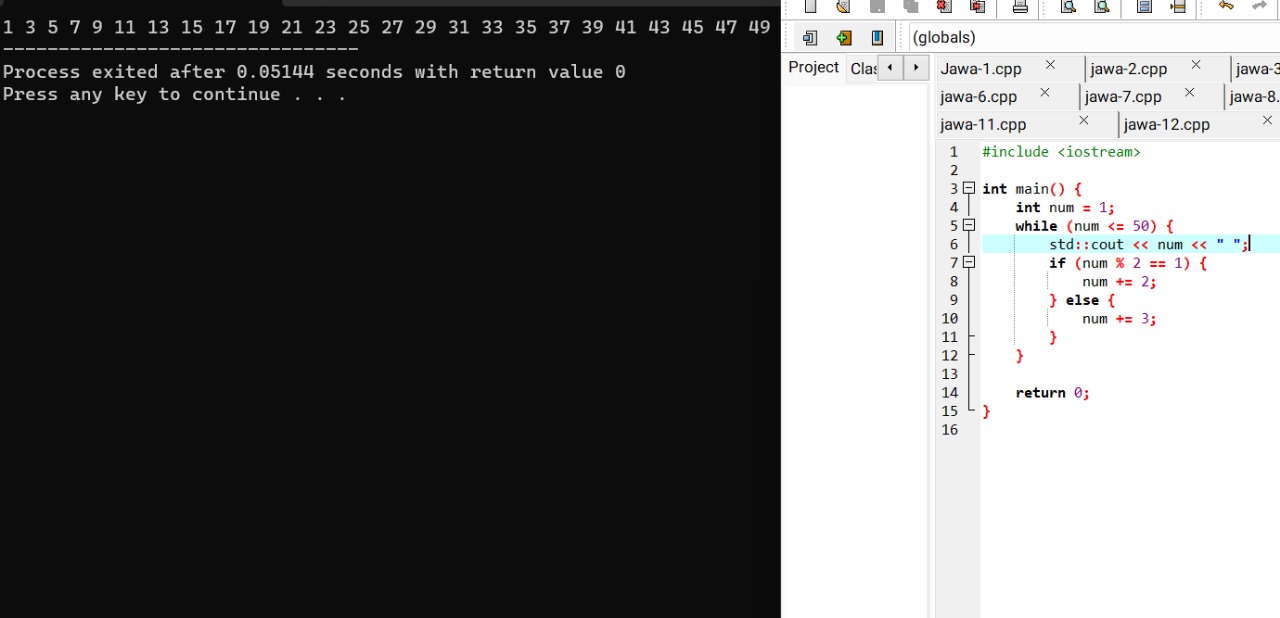 1 3 5 7 9 11 13 15 17 19 21 23 25 27 29 31 33 35 37 39 41 43 45 47 49
--------------------------------
Process exited after 0.05144 seconds with return value 0
Press any key to continue . . .
(globals)
Project Clas
Jawa-1.cpp jawa-2.cpp jawa-3
jawa-6.cpp jawa-7.cpp jawa-8.
jawa-11.cpp jawa-12.cpp
1 #include <iostream>
2
3 int main() {
4 int num = 1;
5 while (num <= 50) {
6 std::cout << num << " ";
7 if (num % 2 == 1) {
8 num += 2;
9 } else {
10 num += 3;
11 }
12 }
13
14 return 0;
15 }
16